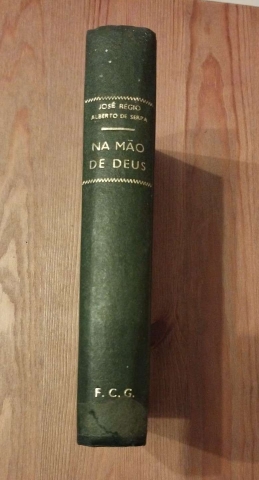 JOSÉ RÉGIO
ALBERTO DE SERPA
NA MÃO
DE DEUS
F. C. G.